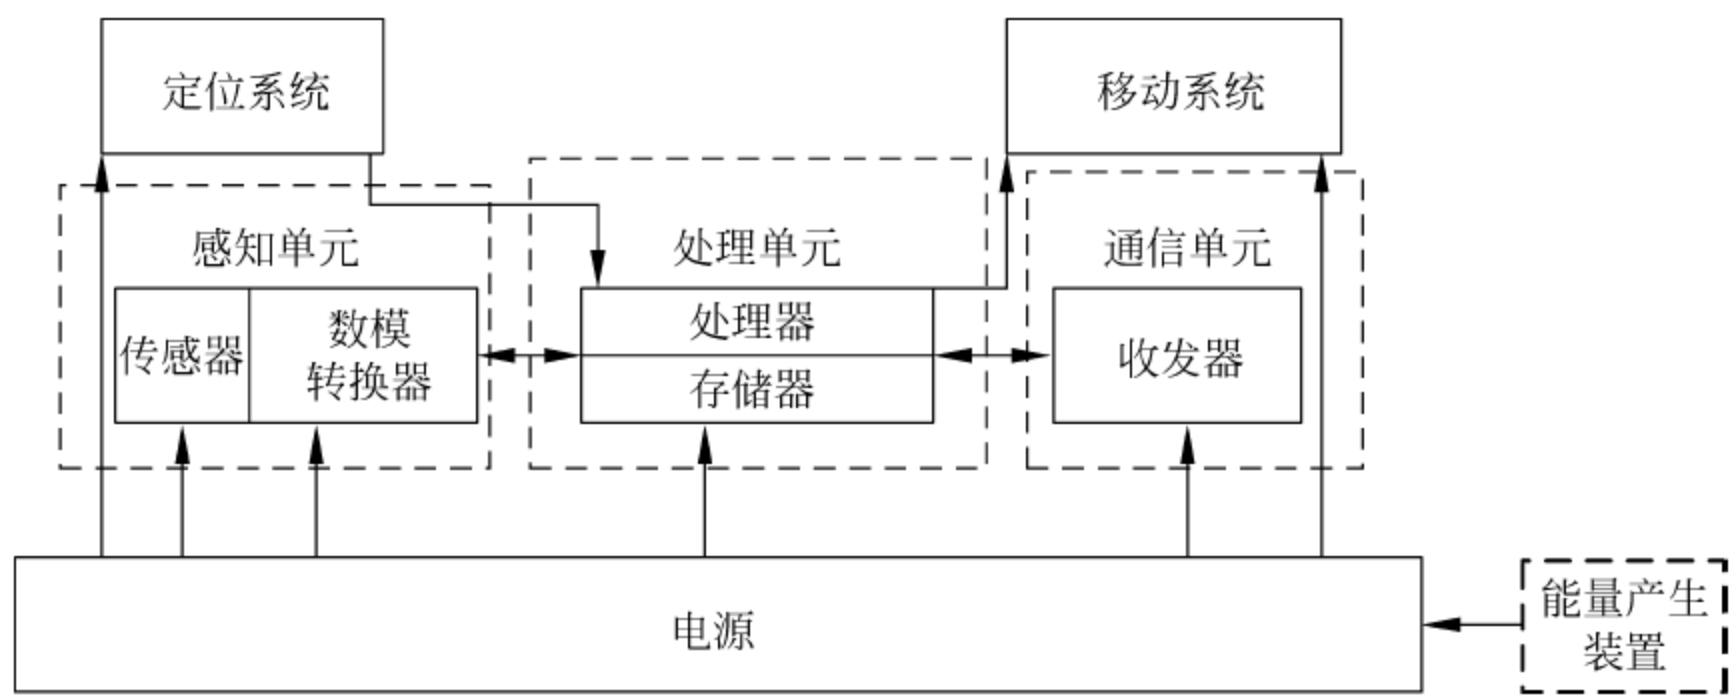 定位系统
移动系统
感知单元
处理单元
通信单元
传感器
数模
转换器
处理器
存储器
收发器
电源
能量产生
装置